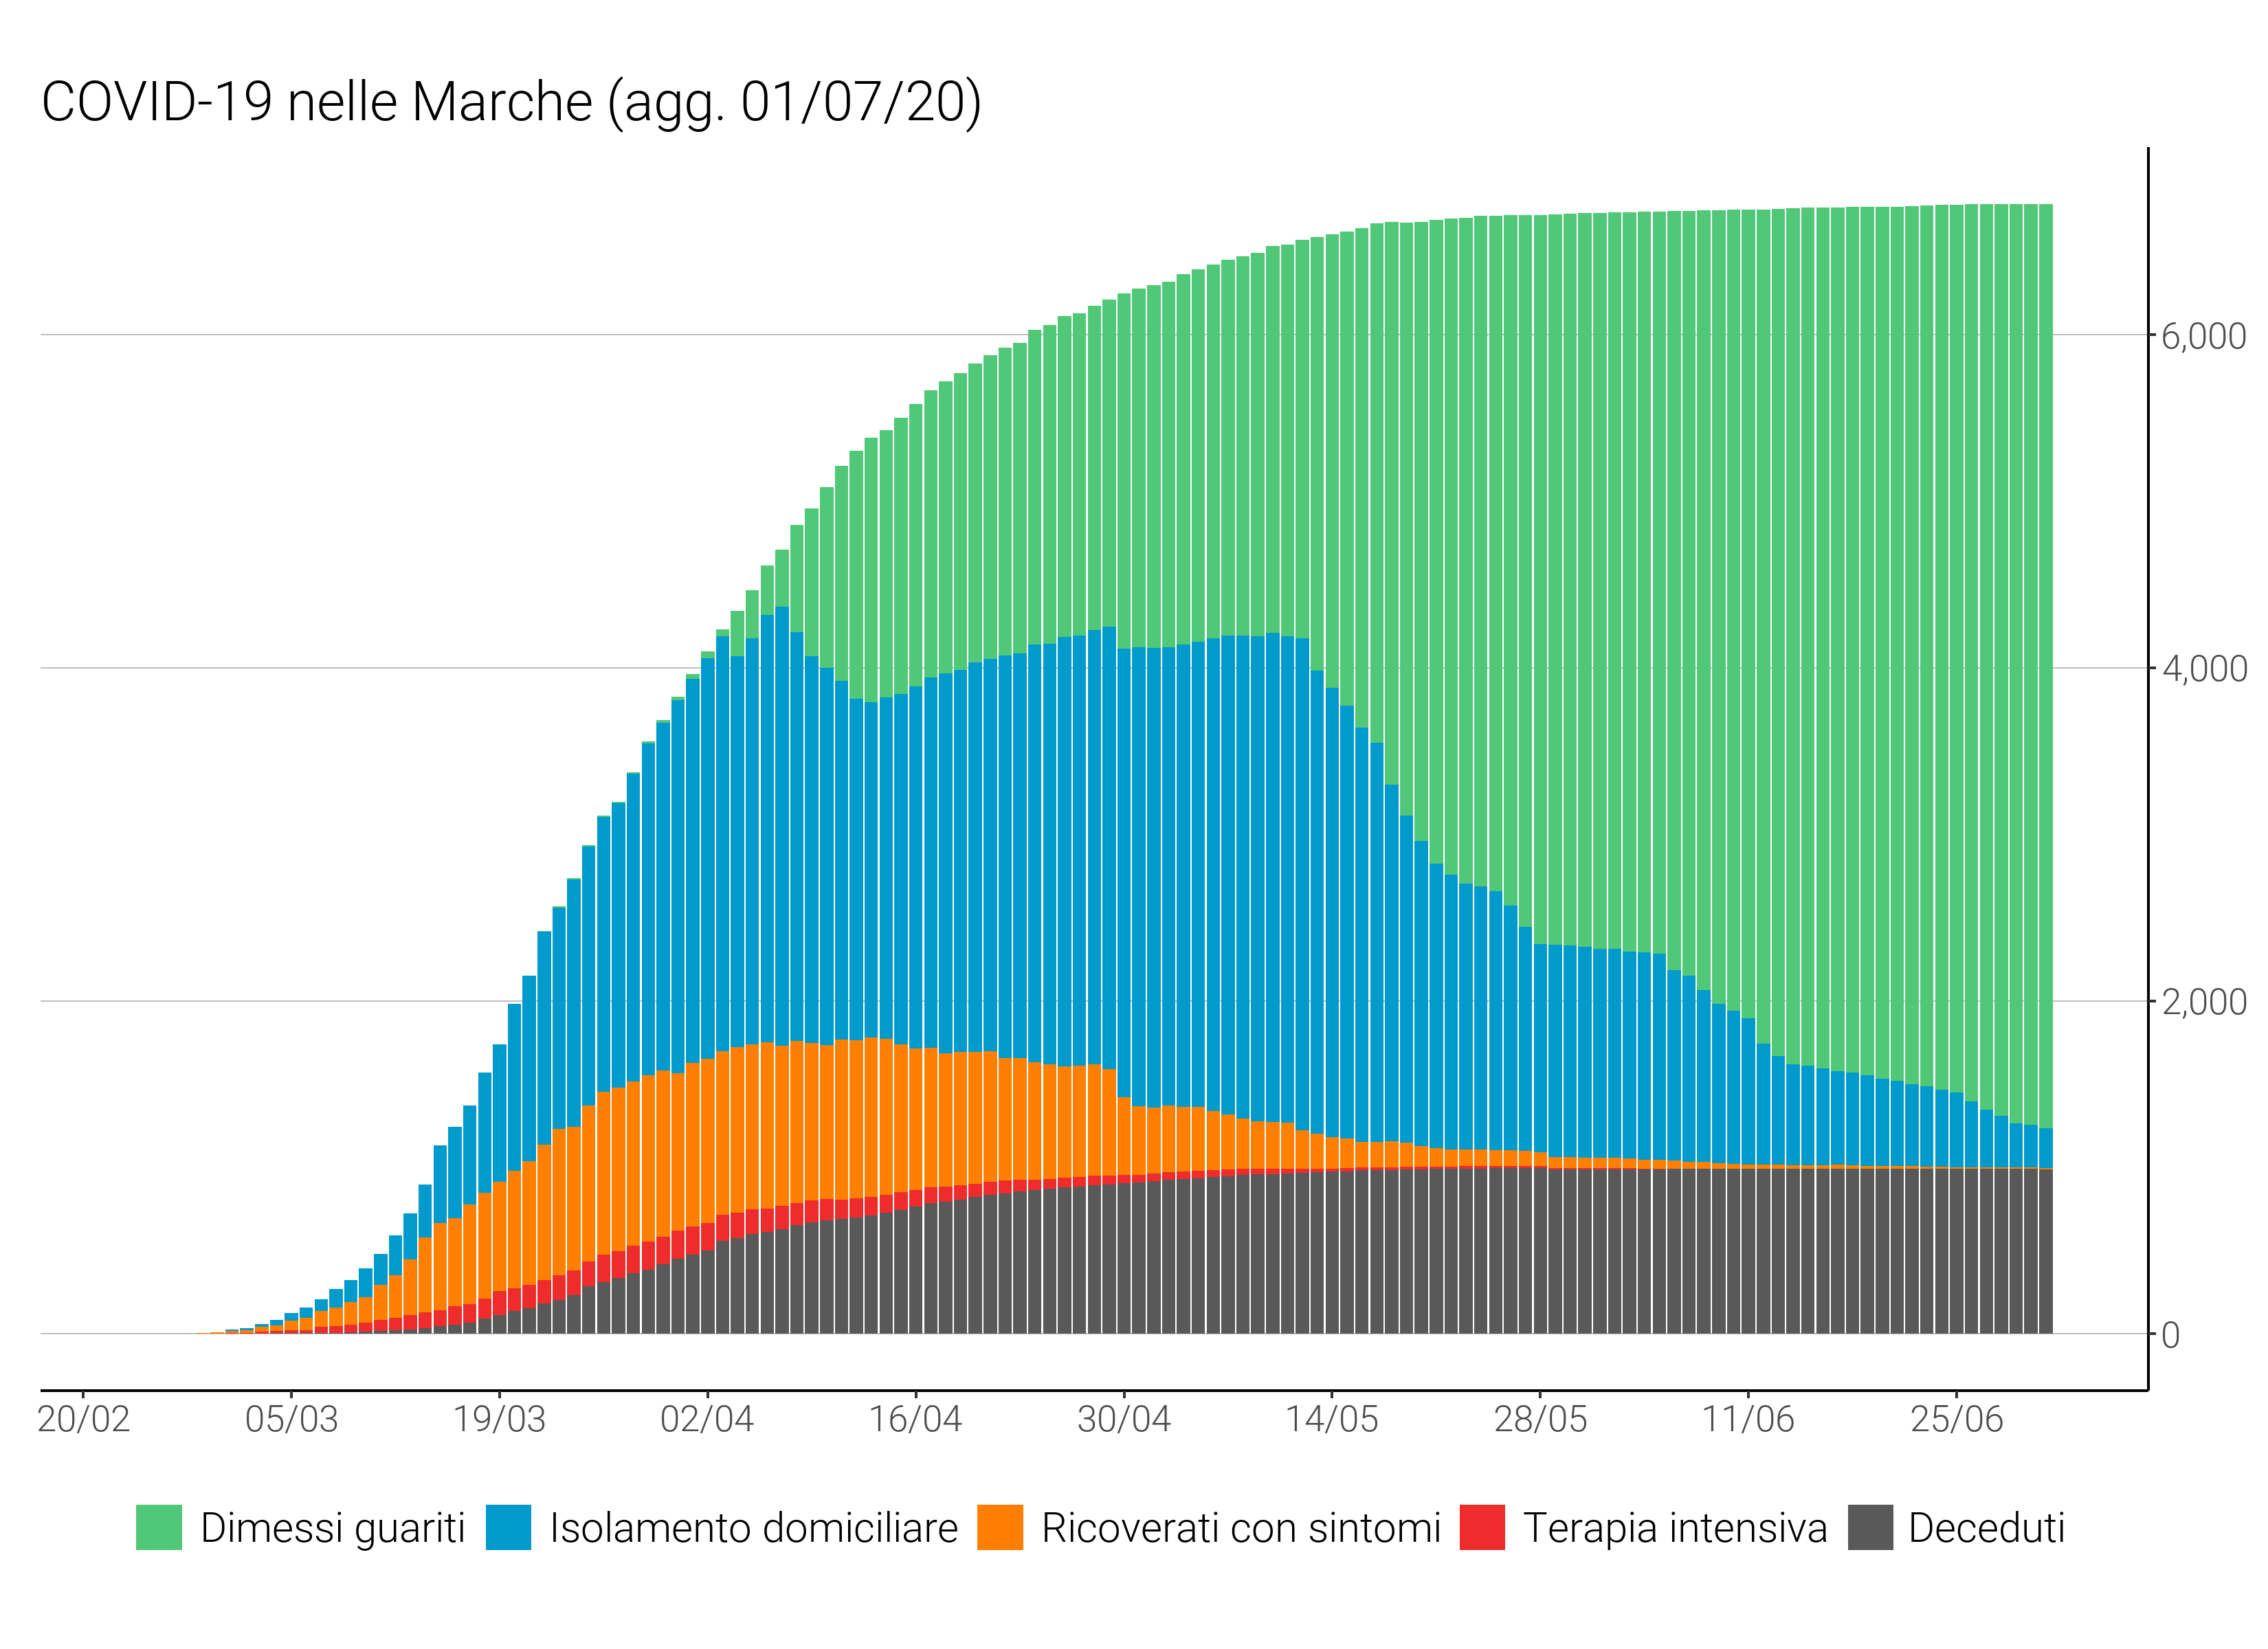 COVID-19 nelle Marche (agg. 01/07/20)
6,000
4,000
2,000
0
20/02 05/03 19/03 02/04 16/04 30/04 14/05 28/05 11/06 25/06
Dimessi guariti Isolamento domiciliare Ricoverati con sintomi Terapia intensiva Deceduti